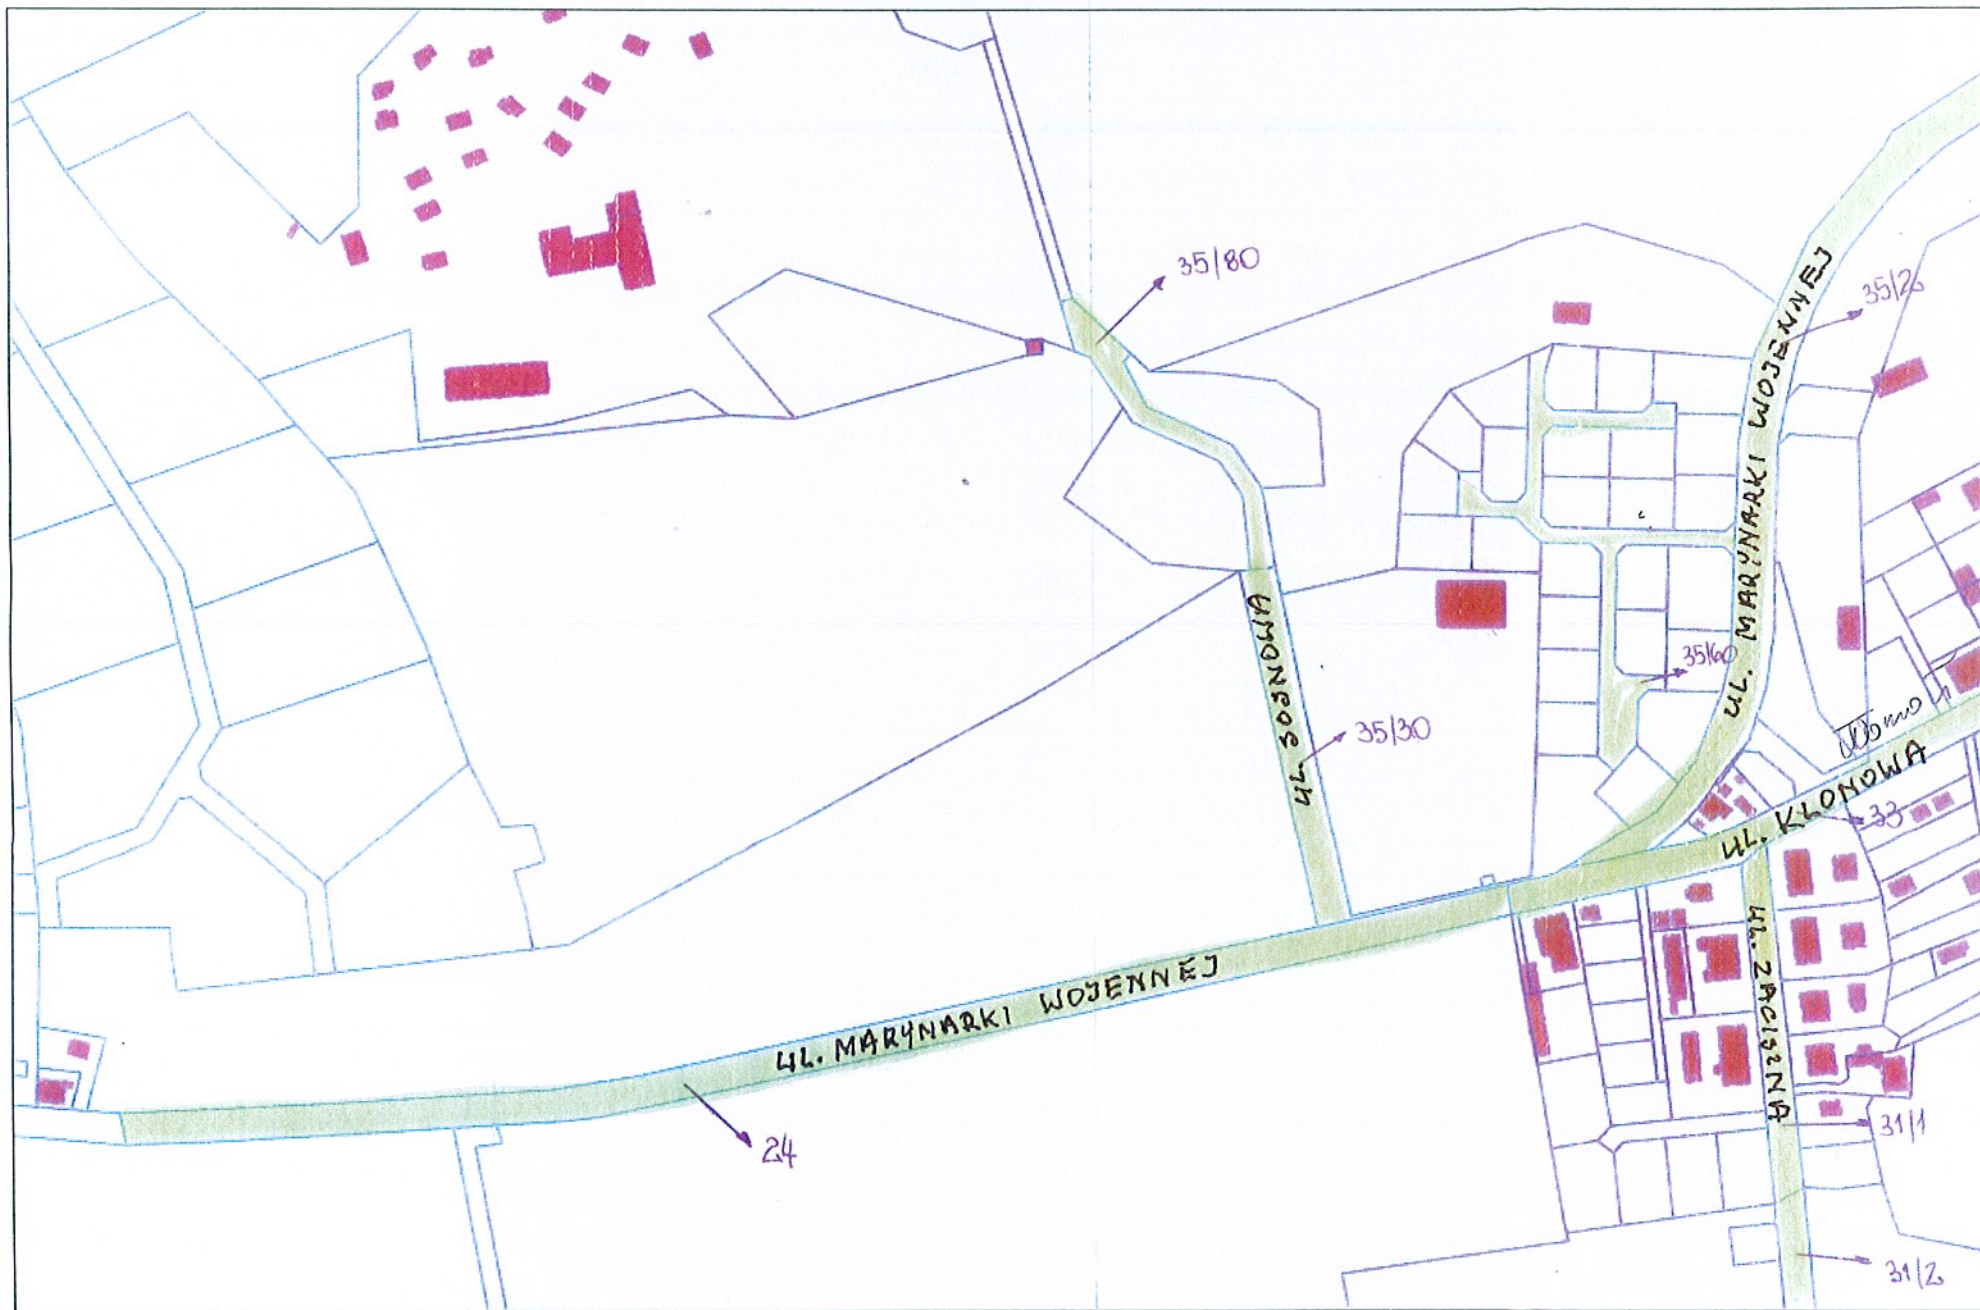 35/80
35/2
UL. MARYNARKI WOJENNEJ
UL. SOSNOWA
35/30
35/60
UL. KLONOWA
33
UL. MARYNARKI WOJENNEJ
24
UL. ZACISZNA
31/1
31/2